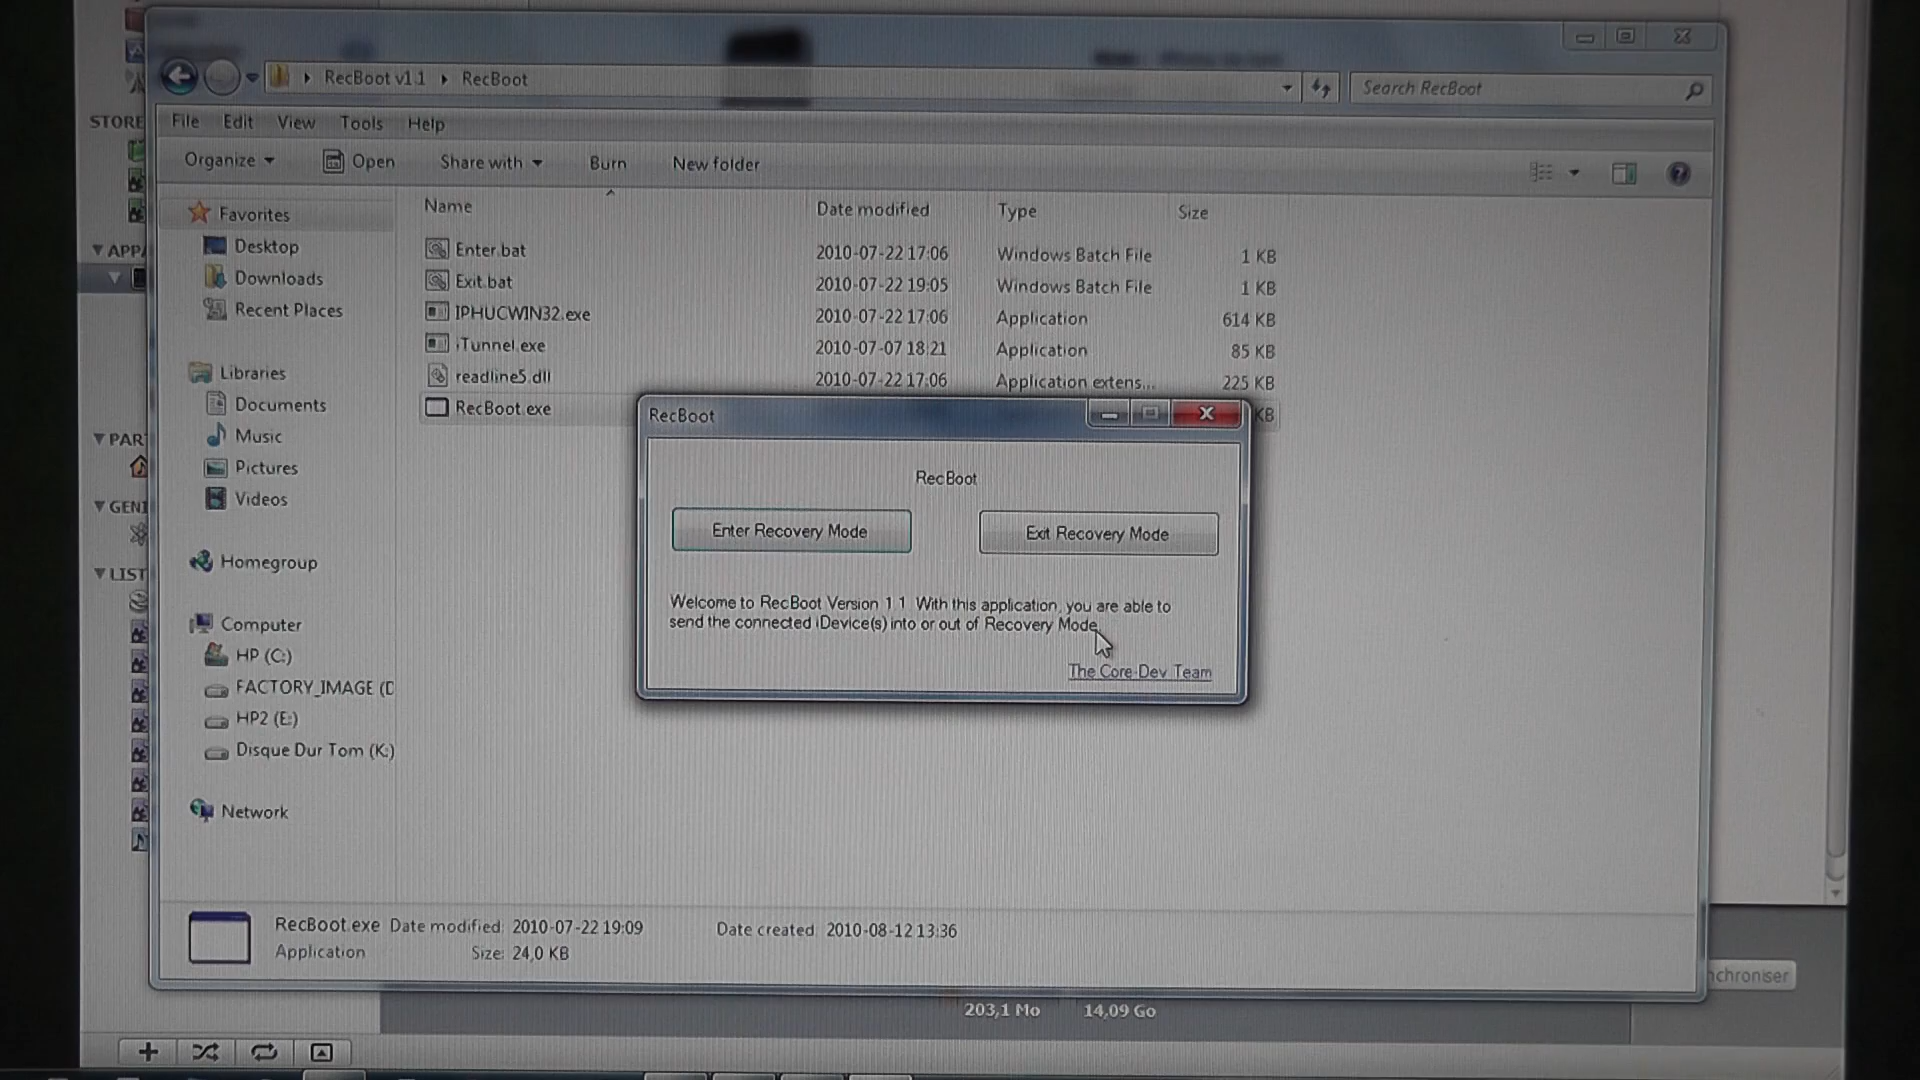 RecBoot v1.1 RecBoot
Search RecBoot
File Edit View Tools Help
Organize Open Share with Burn New folder
Name Date modified Type Size
Enter.bat 2010-07-22 17:06 Windows Batch File 1 KB
Exit.bat 2010-07-22 19:05 Windows Batch File 1 KB
IPHUCWIN32.exe 2010-07-22 17:06 Application 614 KB
iTunnel.exe 2010-07-07 18:21 Application 85 KB
readline5.dll 2010-07-22 17:06 Application extens... 225 KB
RecBoot.exe KB
Favorites
Desktop
Downloads
Recent Places
Libraries
Documents
Music
Pictures
Videos
Homegroup
Computer
HP (C:)
FACTORY_IMAGE (D
HP2 (E:)
Disque Dur Tom (K:)
Network
STORE
APPA
PART
GENI
LIST
RecBoot
RecBoot
Enter Recovery Mode Exit Recovery Mode
Welcome to RecBoot Version 1.1. With this application, you are able to
send the connected iDevice(s) into or out of Recovery Mode.
The Core-Dev Team
RecBoot.exe Date modified: 2010-07-22 19:09 Date created: 2010-08-12 13:36
Application Size: 24,0 KB
nchroniser
203,1 Mo 14,09 Go